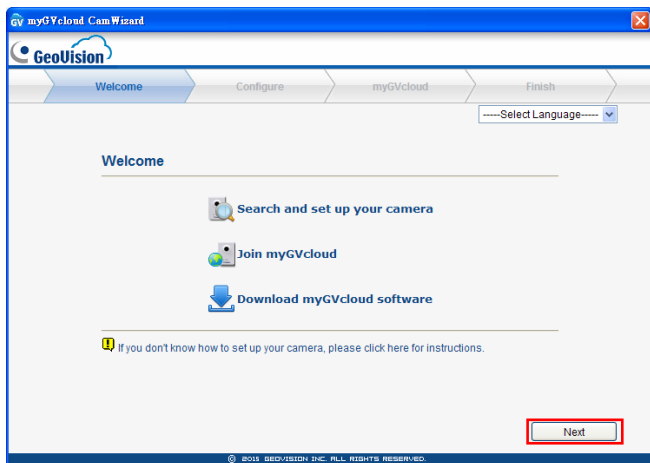 GV myGVcloud CamWizard
GeoVision
Welcome Configure myGVcloud Finish
-----Select Language-----
Welcome
Search and set up your camera
Join myGVcloud
Download myGVcloud software
If you don't know how to set up your camera, please click here for instructions.
Next
© 2015 GEOVISION INC. ALL RIGHTS RESERVED.